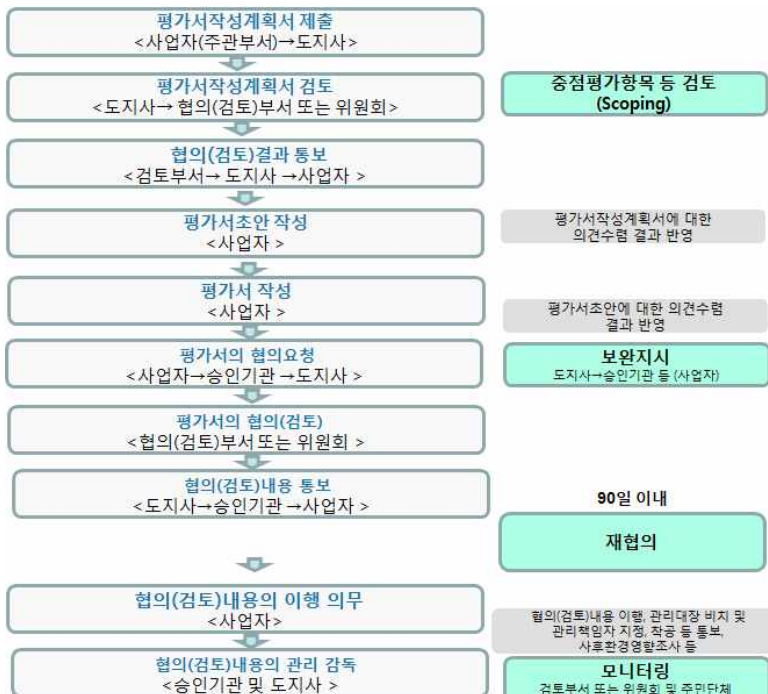 평가서작성계획서 제출
<사업자(주관부서)→도지사>
평가서작성계획서 검토
<도지사→ 협의(검토)부서 또는 위원회>
중점평가항목 등 검토
(Scoping)
협의(검토)결과 통보
<검토부서→ 도지사 →사업자 >
평가서초안 작성
<사업자 >
평가서작성계획서에 대한
의견수렴 결과 반영
평가서 작성
<사업자 >
평가서초안에 대한 의견수렴
결과 반영
평가서의 협의요청
<사업자→승인기관 →도지사 >
보완지시
도지사→승인기관 등 (사업자)
평가서의 협의(검토)
<협의(검토)부서 또는 위원회 >
협의(검토)내용 통보
<도지사→승인기관 →사업자 >
90일 이내
재협의
협의(검토)내용의 이행 의무
<사업자>
협의(검토)내용 이행, 관리대장 비치 및
관리책임자 지정, 착공 등 통보,
사후환경영향조사 등
협의(검토)내용의 관리 감독
<승인기관 및 도지사 >
모니터링
검토부서 또는 위원회 및 주민단체